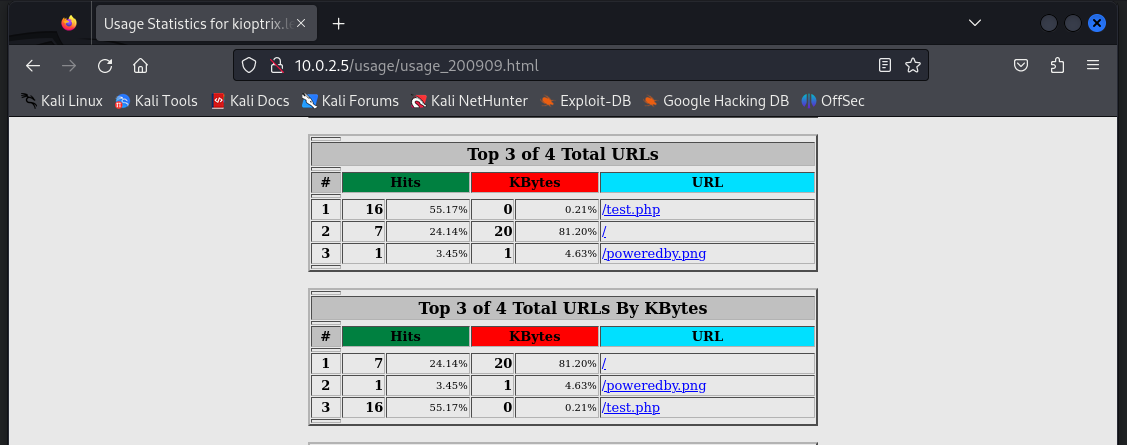 Usage Statistics for kioptrix.le
10.0.2.5/usage/usage_200909.html
Kali Linux Kali Tools Kali Docs Kali Forums Kali NetHunter Exploit-DB Google Hacking DB OffSec
Top 3 of 4 Total URLs
# Hits KBytes URL
1 16 55.17% 0 0.21% /test.php
2 7 24.14% 20 81.20% /
3 1 3.45% 1 4.63% /poweredby.png
Top 3 of 4 Total URLs By KBytes
# Hits KBytes URL
1 7 24.14% 20 81.20% /
2 1 3.45% 1 4.63% /poweredby.png
3 16 55.17% 0 0.21% /test.php